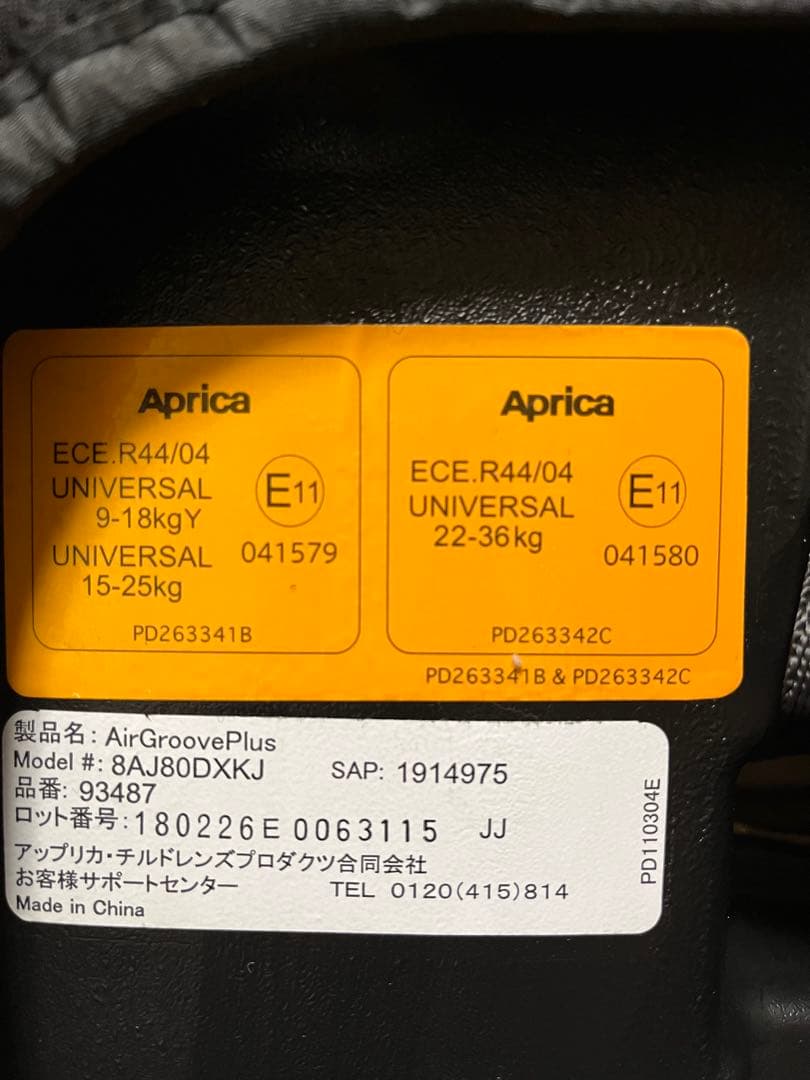 Aprica
ECE.R44/04
UNIVERSAL
9-18kgY
UNIVERSAL
15-25kg
E11
041579
PD263341B
Aprica
ECE.R44/04
UNIVERSAL
22-36kg
E11
041580
PD263342C
PD263341B & PD263342C
製品名: AirGroovePlus
Model #: 8AJ80DXKJ SAP: 1914975
品番: 93487
ロット番号:180226E0063115 JJ
アップリカ・チルドレンズプロダクツ合同会社
お客様サポートセンター TEL 0120(415)814
Made in China
PD110304E